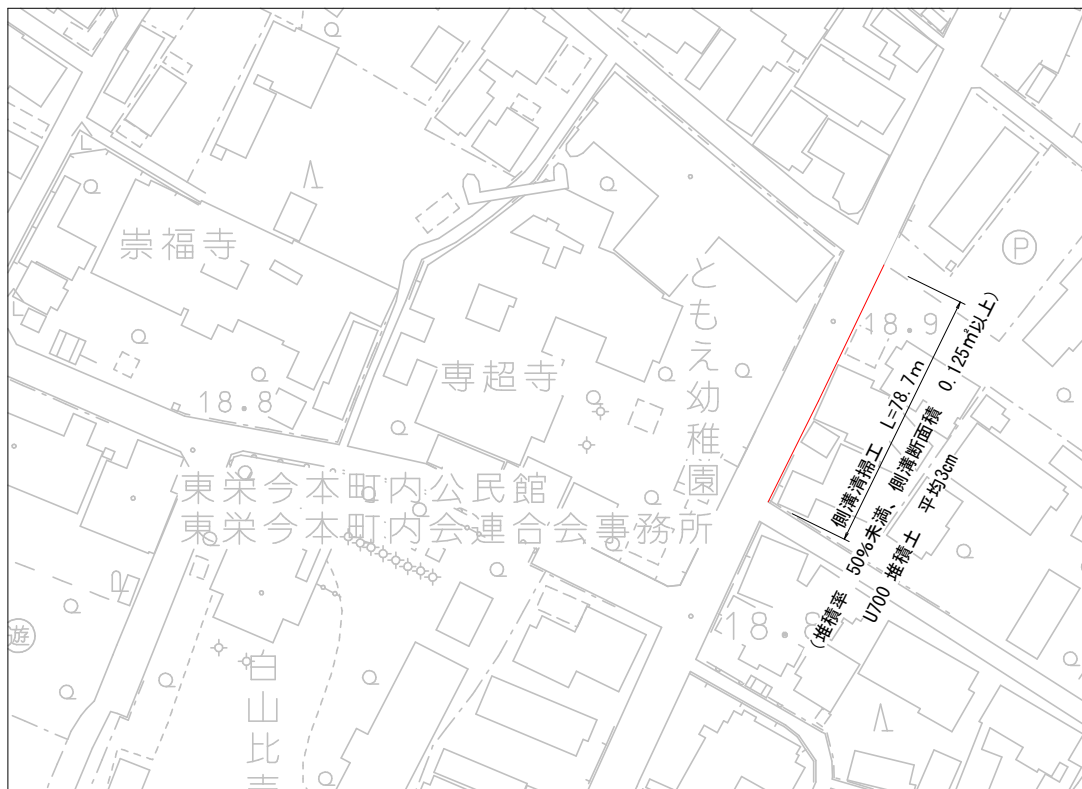 崇福寺
専超寺
ともえ幼稚園
18.9
18.8
P
側溝清掃工 L=78.7m
(堆積率 50%未満、側溝断面積 0.125㎡以上)
U700 堆積土 平均3cm
東栄今本町内公民館
東栄今本町内会連合会事務所
遊
白山比